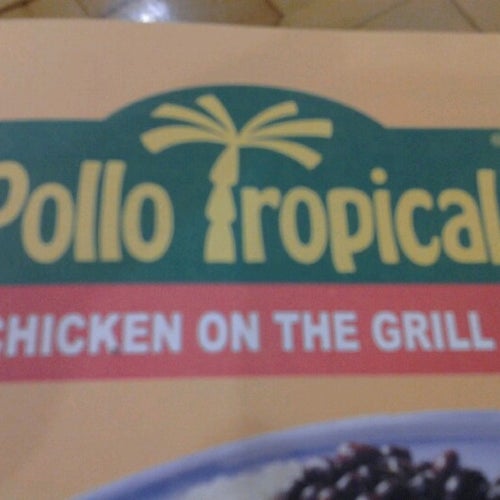 Pollo Tropical
CHICKEN ON THE GRILL